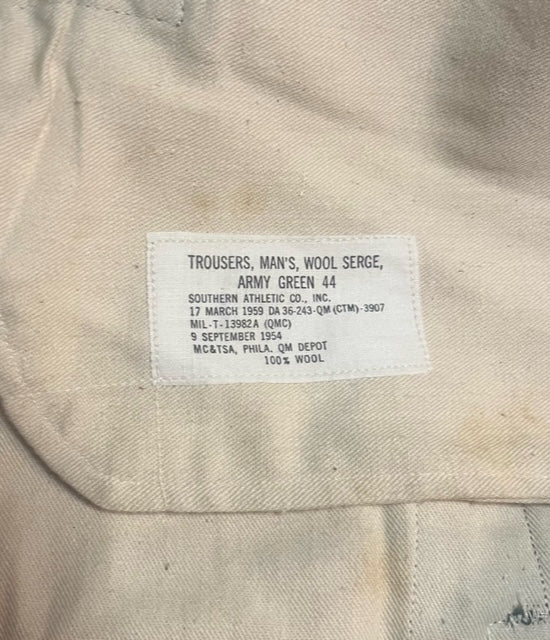 TROUSERS, MAN'S, WOOL SERGE,
ARMY GREEN 44
SOUTHERN ATHLETIC CO., INC.
17 MARCH 1959 DA 36-243-QM (CTM)-3907
MIL-T-13982A (QMC)
9 SEPTEMBER 1954
MC&TSA, PHILA. QM DEPOT
100% WOOL